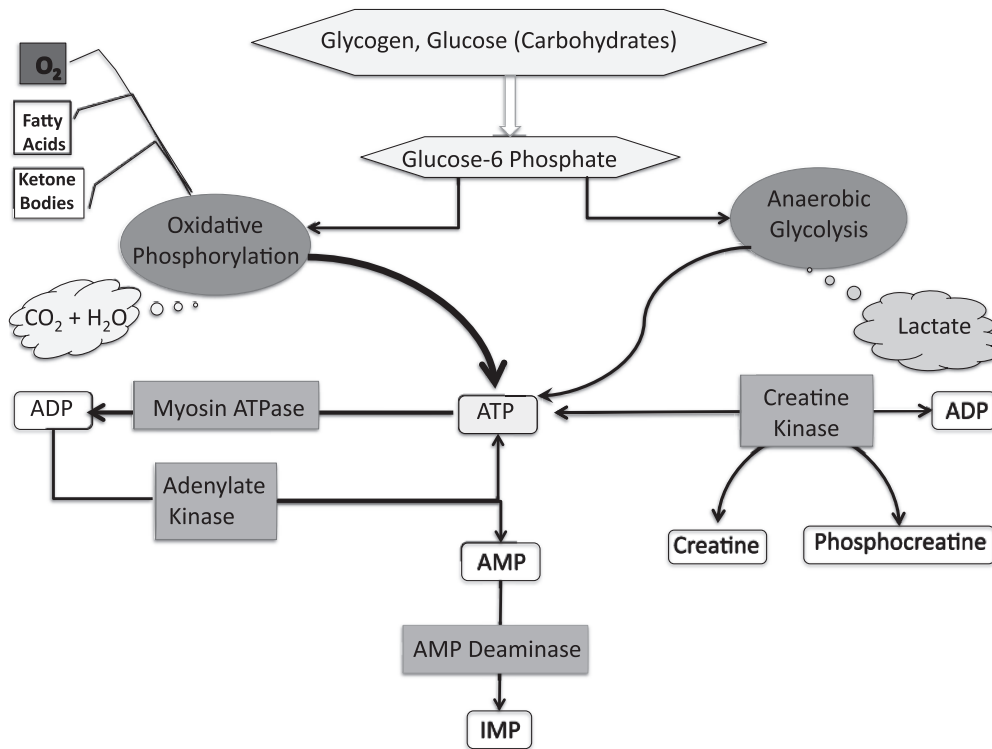 Glycogen, Glucose (Carbohydrates)
O₂
Fatty
Acids
Glucose-6 Phosphate
Ketone
Bodies
Anaerobic
Glycolysis
Oxidative
Phosphorylation
CO₂ + H₂O
Lactate
ADP
Myosin ATPase
ATP
Creatine
Kinase
ADP
Adenylate
Kinase
Creatine
Phosphocreatine
AMP
AMP Deaminase
IMP